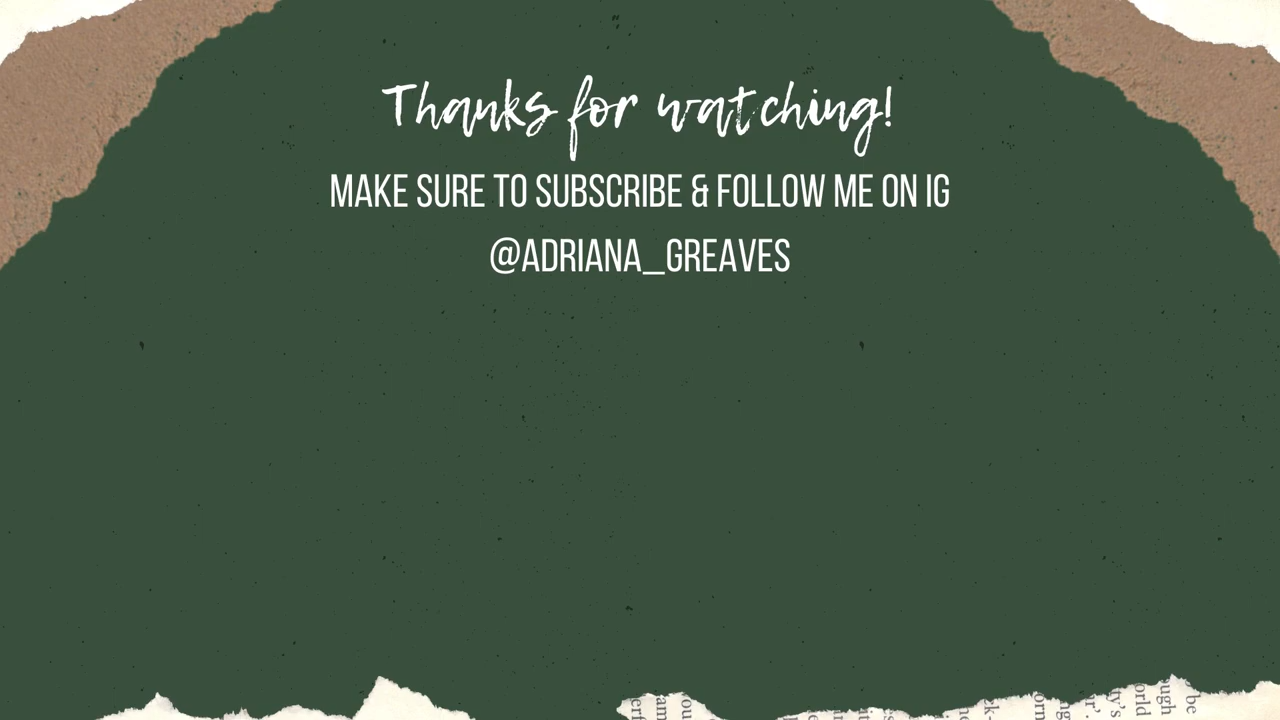 Thanks for watching!
MAKE SURE TO SUBSCRIBE & FOLLOW ME ON IG
@ADRIANA_GREAVES